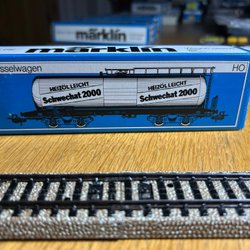 märklin
märklin
sselwagen
HO
HEIZÖL LEICHT
HEIZÖL LEICHT
Schwechat 2000
Schwechat 2000